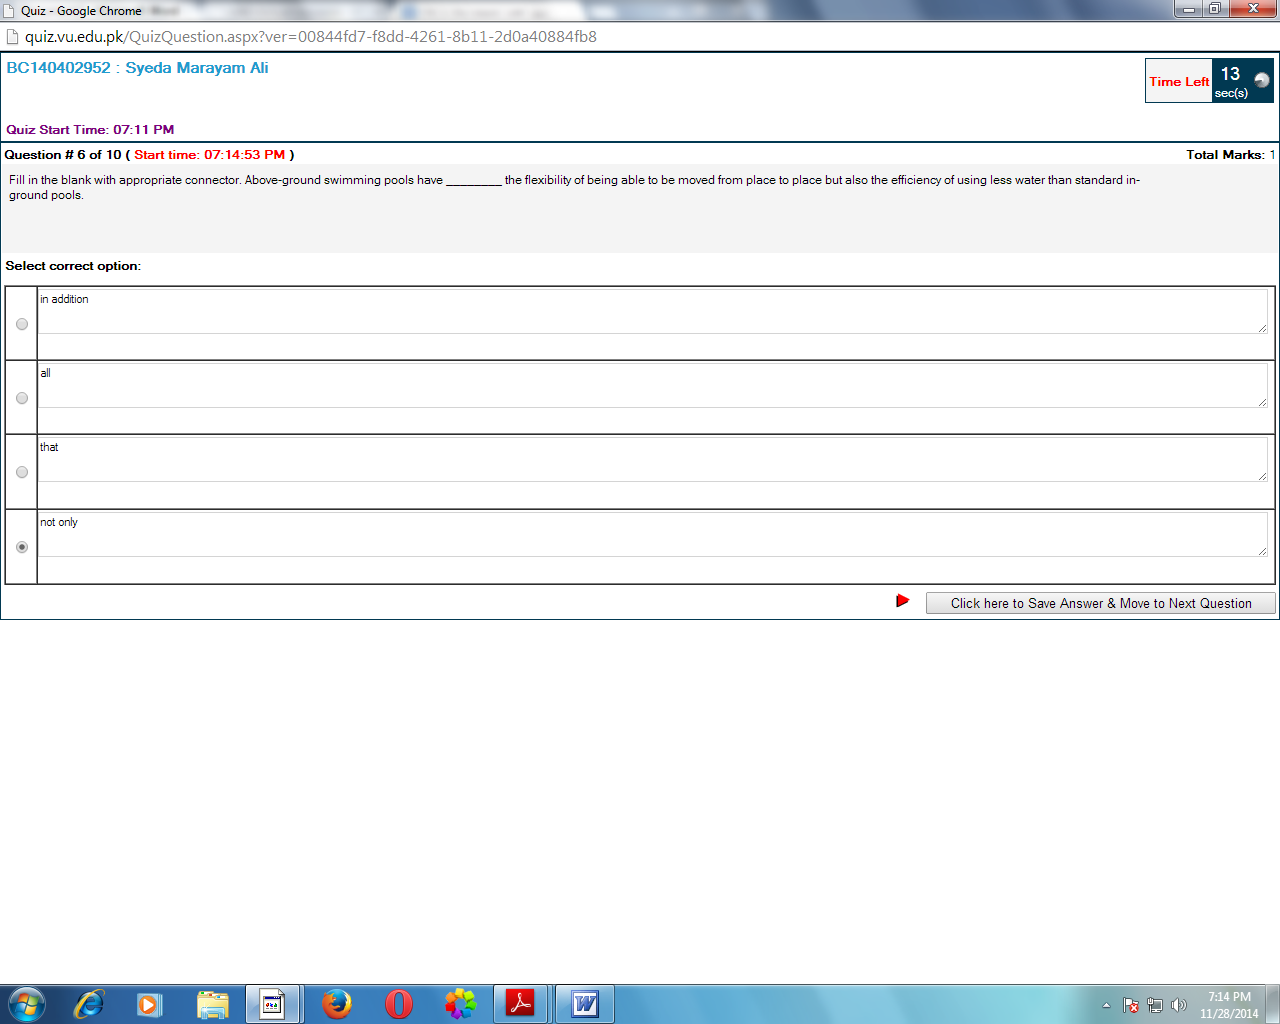 Quiz - Google Chrome
quiz.vu.edu.pk/QuizQuestion.aspx?ver=00844fd7-f8dd-4261-8b11-2d0a40884fb8
BC140402952 : Syeda Marayam Ali
Time Left 13 sec(s)
Quiz Start Time: 07:11 PM
Question # 6 of 10 ( Start time: 07:14:53 PM ) Total Marks: 1
Fill in the blank with appropriate connector. Above-ground swimming pools have ________ the flexibility of being able to be moved from place to place but also the efficiency of using less water than standard in-
ground pools.
Select correct option:
in addition
all
that
not only
Click here to Save Answer & Move to Next Question
7:14 PM
11/28/2014